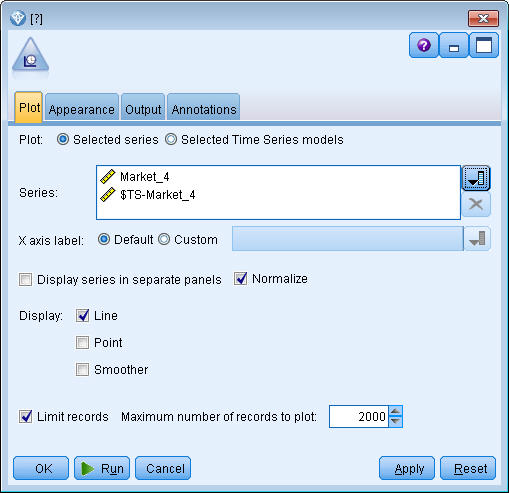 [?]
Plot Appearance Output Annotations
Plot: Selected series Selected Time Series models
Series: Market_4
$TS-Market_4
X axis label: Default Custom
Display series in separate panels Normalize
Display: Line
Point
Smoother
Limit records Maximum number of records to plot: 2000
OK Run Cancel Apply Reset